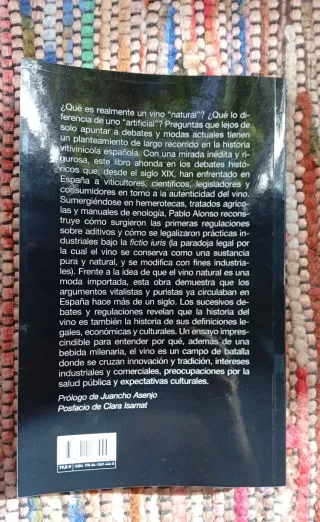 ¿Qué es realmente un vino “natural”? ¿Qué lo di-
ferencia de uno “artificial”? Preguntas que lejos de
solo apuntar a debates y modas actuales tienen
un planteamiento de largo recorrido en la historia
vitivinícola española. Con una mirada inédita y ri-
gurosa, este libro ahonda en los debates histó-
ricos que, desde el siglo XIX, han enfrentado en
España a viticultores, científicos, legisladores y
consumidores en torno a la autenticidad del vino.
Sumergiéndose en hemerotecas, tratados agríco-
las y manuales de enología, Pablo Alonso recons-
truye cómo surgieron las primeras regulaciones
sobre aditivos y cómo se legalizaron prácticas in-
dustriales bajo la fictio iuris (la paradoja legal por
la cual el vino se conserva como una sustancia
pura y natural, y se modifica con fines industria-
les). Frente a la idea de que el vino natural es una
moda importada, esta obra demuestra que los
argumentos vitalistas y puristas ya circulaban en
España hace más de un siglo. Los sucesivos deba-
tes y regulaciones revelan que la historia del
vino es también la historia de sus definiciones le-
gales, económicas y culturales. Un ensayo impres-
cindible para entender por qué, además de una
bebida milenaria, el vino es un campo de batalla
donde se cruzan innovación y tradición, intereses
industriales y comerciales, preocupaciones por la
salud pública y expectativas culturales.
Prólogo de Juancho Asenjo
Posfacio de Clara Isamat